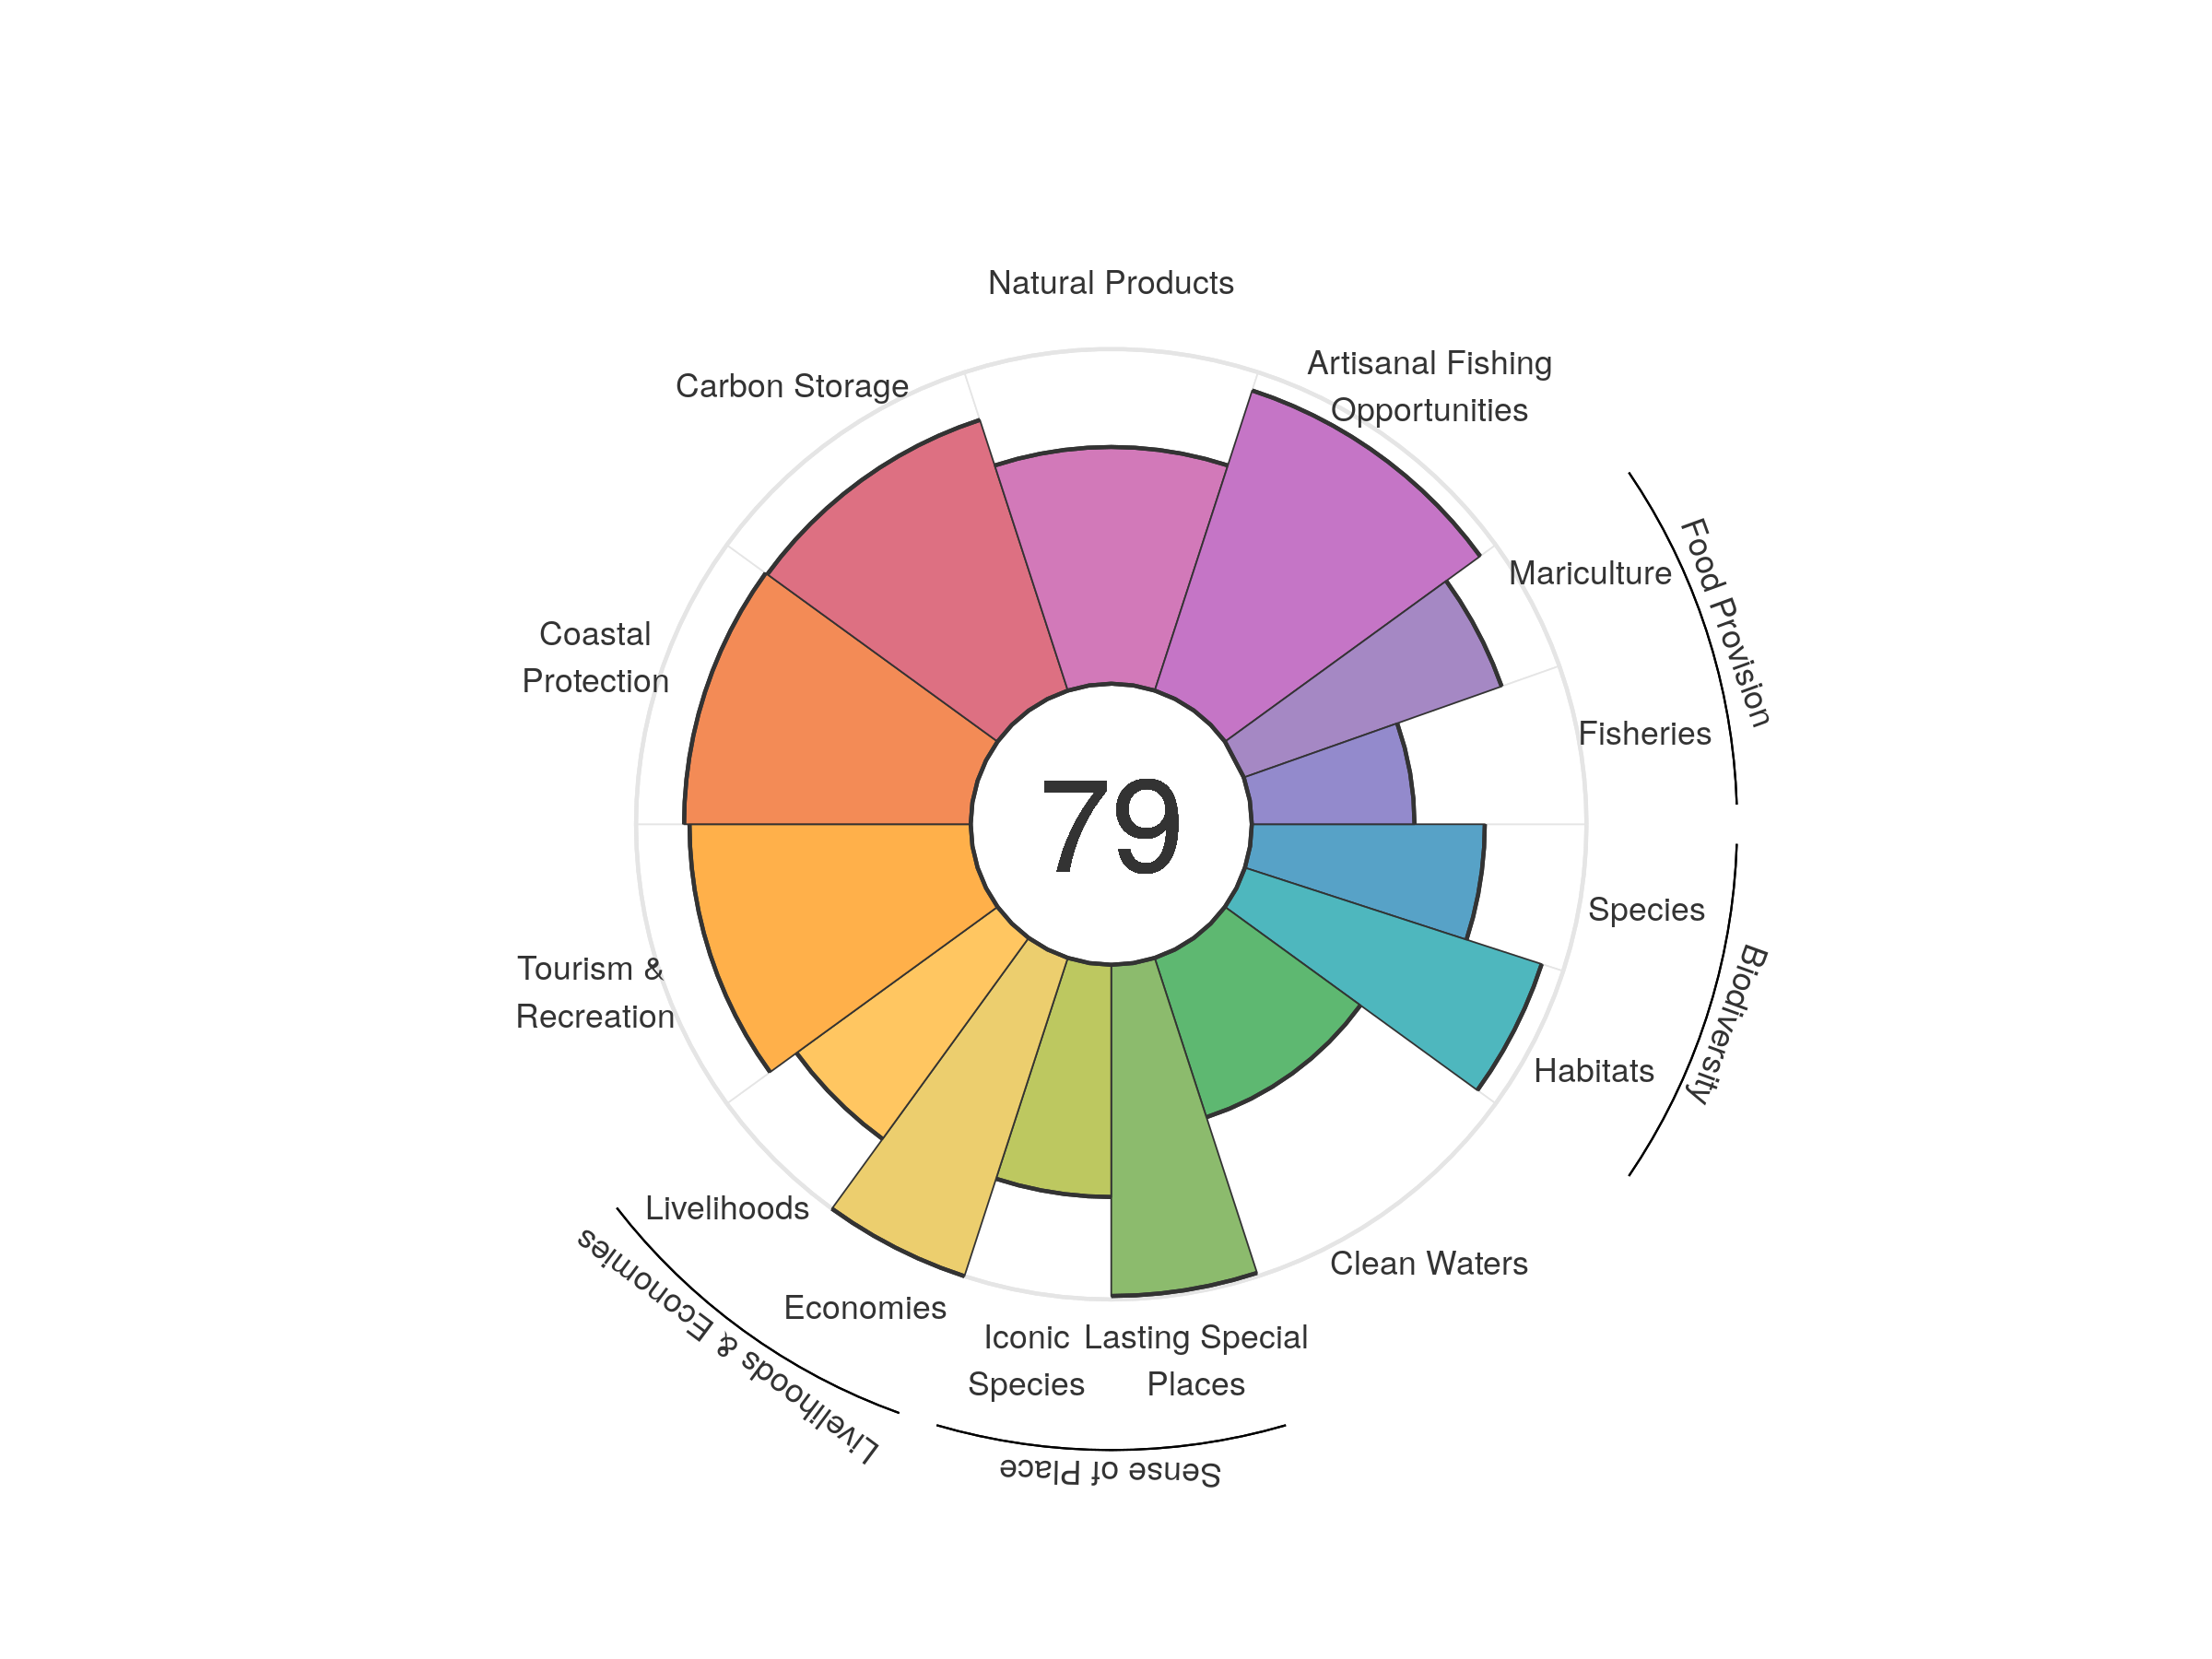 Natural Products
Artisanal Fishing
Opportunities
Carbon Storage
Mariculture
Food Provision
Coastal
Protection
Fisheries
79
Species
Biodiversity
Tourism &
Recreation
Habitats
Livelihoods
Livelihoods & Economies
Clean Waters
Economies
Iconic
Species
Lasting Special
Places
Sense of Place